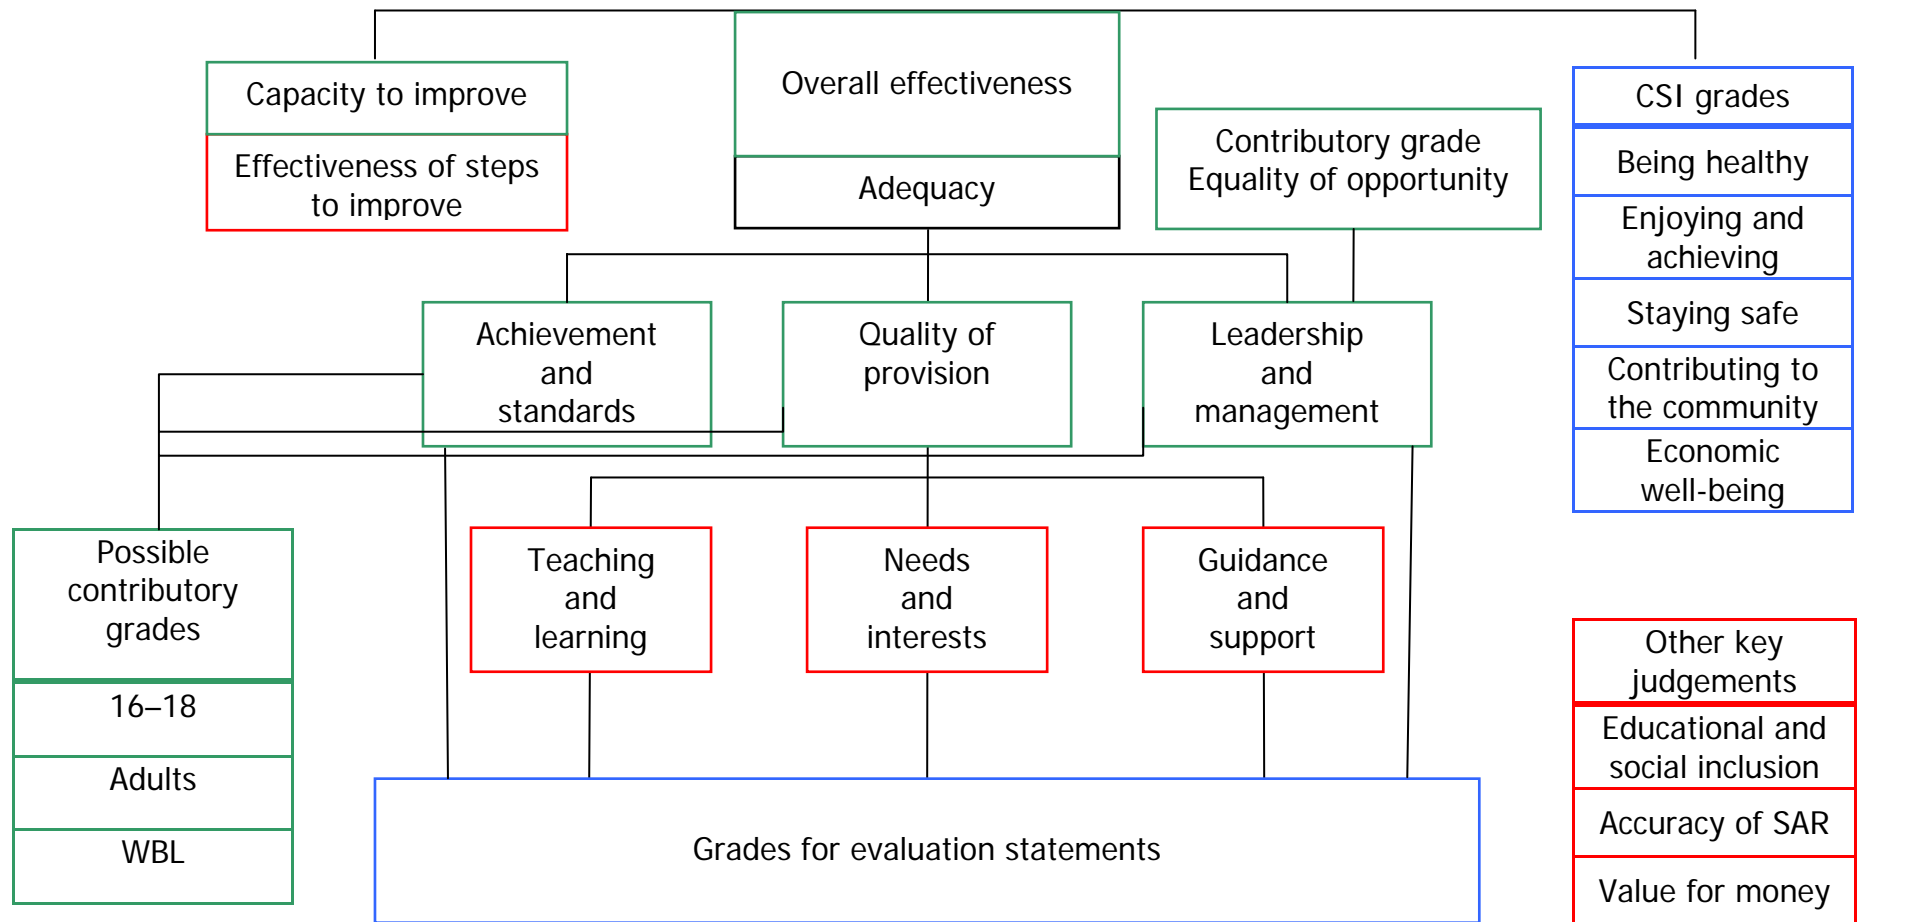 Capacity to improve
Effectiveness of steps
to improve
Overall effectiveness
Adequacy
Contributory grade
Equality of opportunity
CSI grades
Being healthy
Enjoying and
achieving
Staying safe
Contributing to
the community
Economic
well-being
Achievement
and
standards
Quality of
provision
Leadership
and
management
Possible
contributory
grades
16–18
Adults
WBL
Teaching
and
learning
Needs
and
interests
Guidance
and
support
Grades for evaluation statements
Other key
judgements
Educational and
social inclusion
Accuracy of SAR
Value for money